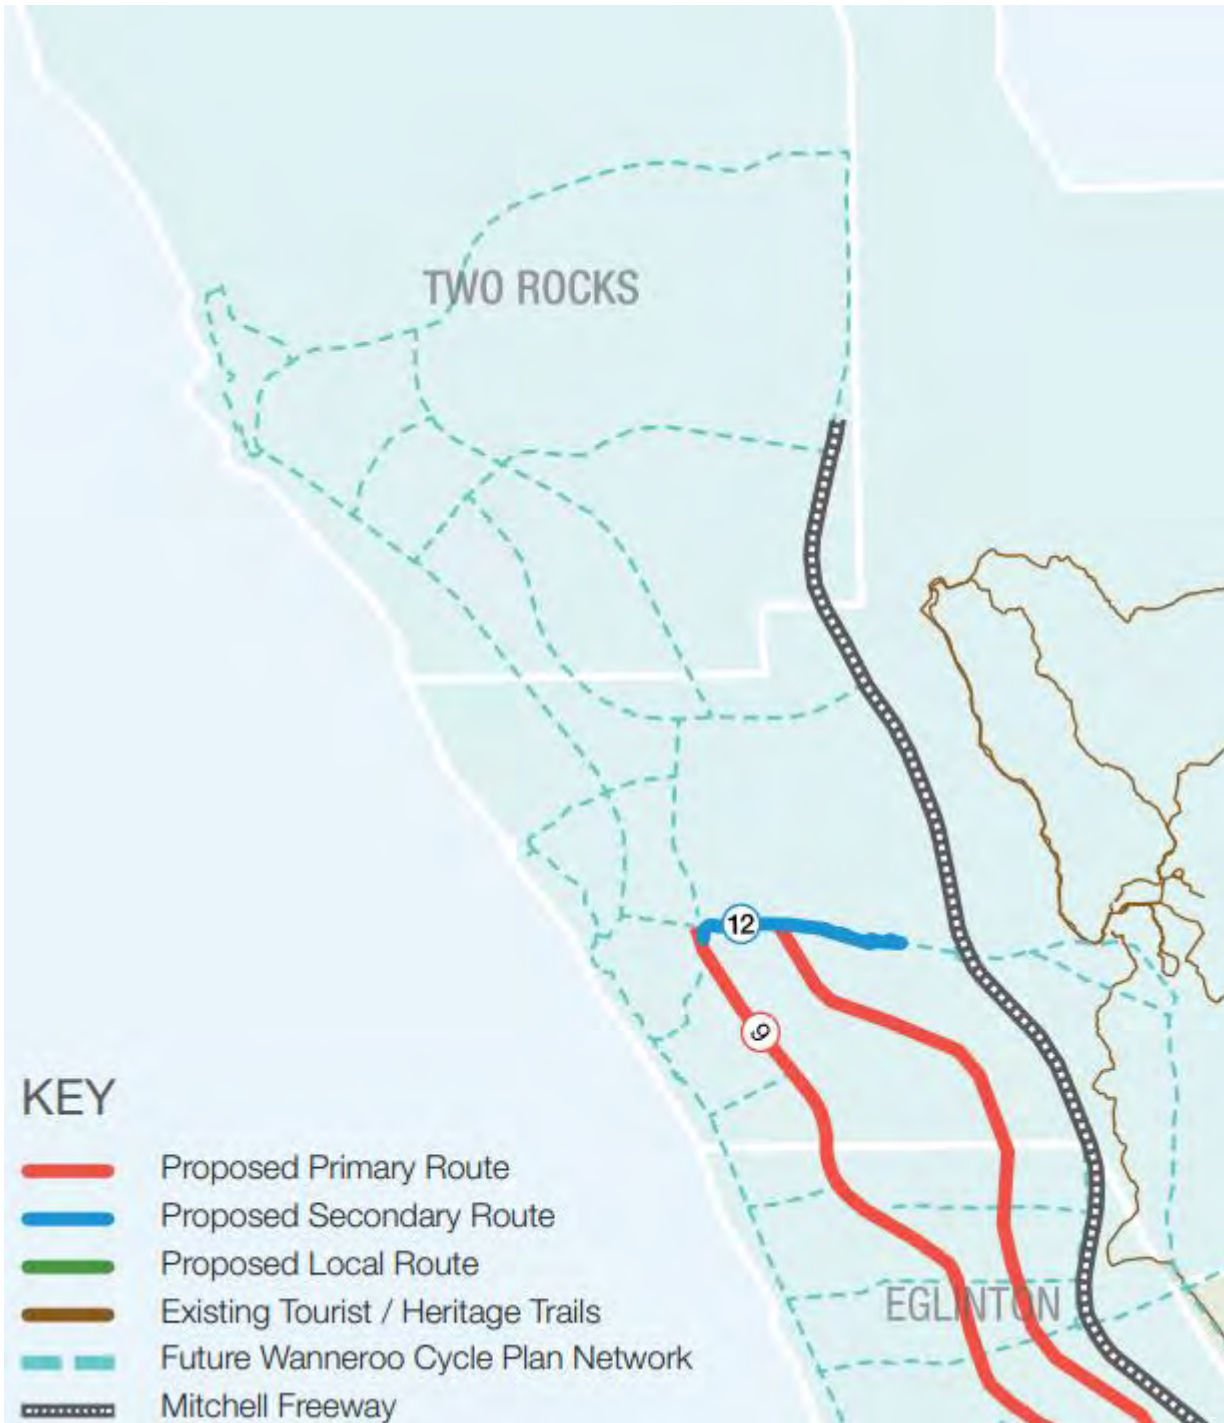 TWO ROCKS
12
9
KEY
Proposed Primary Route
Proposed Secondary Route
Proposed Local Route
Existing Tourist / Heritage Trails
EGLINTON
Future Wanneroo Cycle Plan Network
Mitchell Freeway